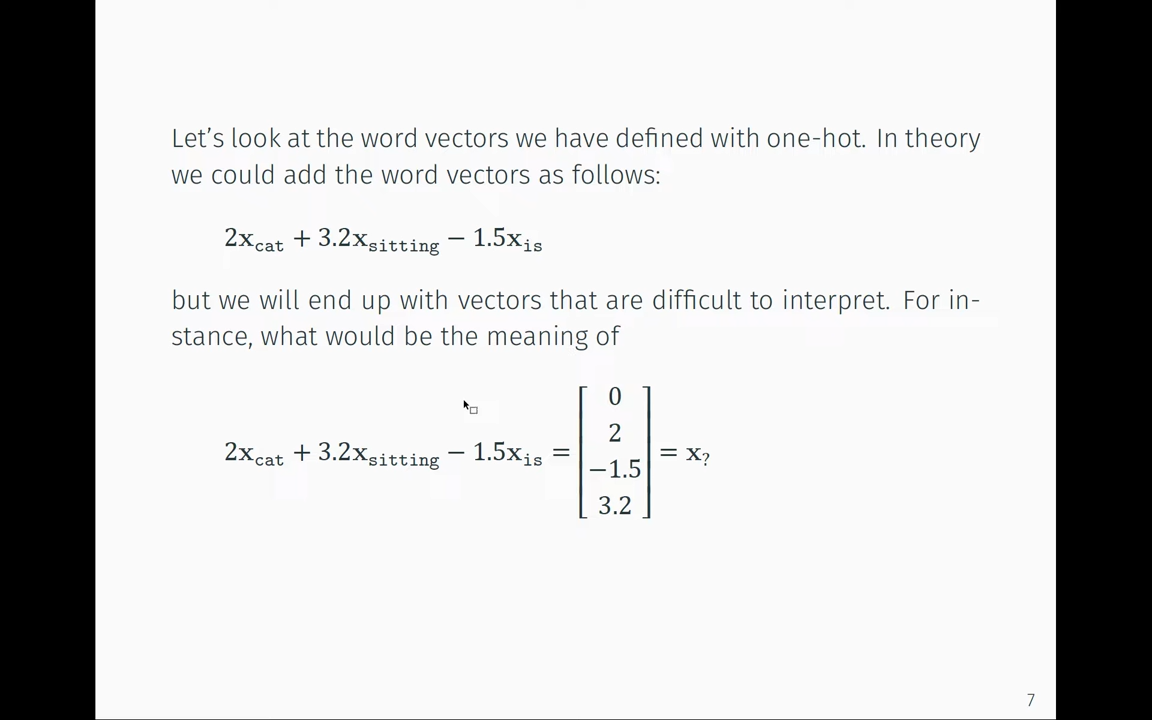 Let's look at the word vectors we have defined with one-hot. In theory
we could add the word vectors as follows:
2x_cat + 3.2x_sitting − 1.5x_is
but we will end up with vectors that are difficult to interpret. For in-
stance, what would be the meaning of
2x_cat + 3.2x_sitting − 1.5x_is = [0 2 −1.5 3.2] = x_?
7